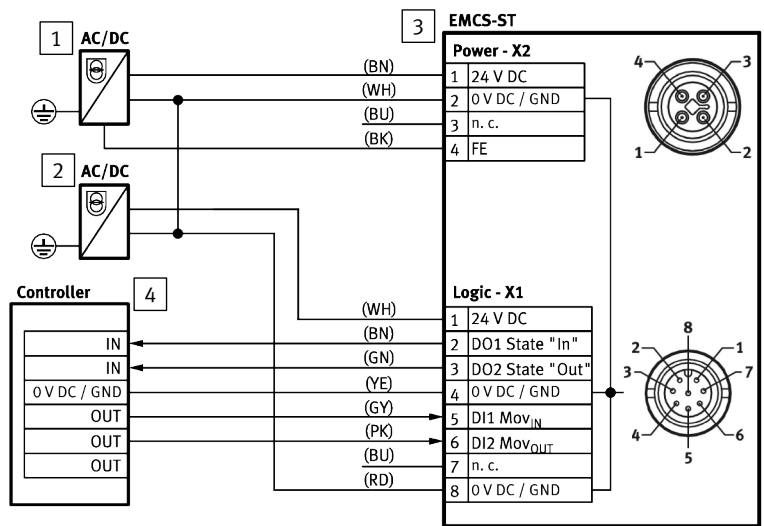 1 AC/DC
3 EMCS-ST
Power - X2
(BN) 1 24 V DC
(WH) 2 0 V DC / GND
(BU) 3 n. c.
(BK) 4 FE
4 3
1 2
2 AC/DC
Controller 4
Logic - X1
(WH) 1 24 V DC
IN (BN) 2 DO1 State "In"
IN (GN) 3 DO2 State "Out"
0 V DC / GND (YE) 4 0 V DC / GND
OUT (GY) 5 DI1 MovIN
OUT (PK) 6 DI2 MovOUT
OUT (BU) 7 n. c.
(RD) 8 0 V DC / GND
8
2 1
3 7
4 6
5